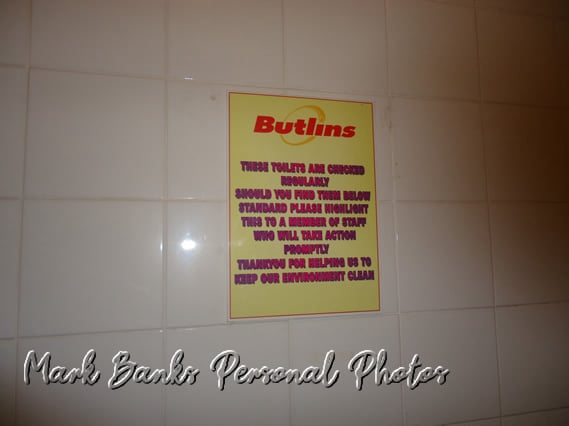 Butlins
THESE TOILETS ARE CHECKED
REGULARLY
SHOULD YOU FIND THEM BELOW
STANDARD PLEASE HIGHLIGHT
THIS TO A MEMBER OF STAFF
WHO WILL TAKE ACTION
PROMPTLY
THANKYOU FOR HELPING US TO
KEEP OUR ENVIRONMENT CLEAN
Mark Banks Personal Photos